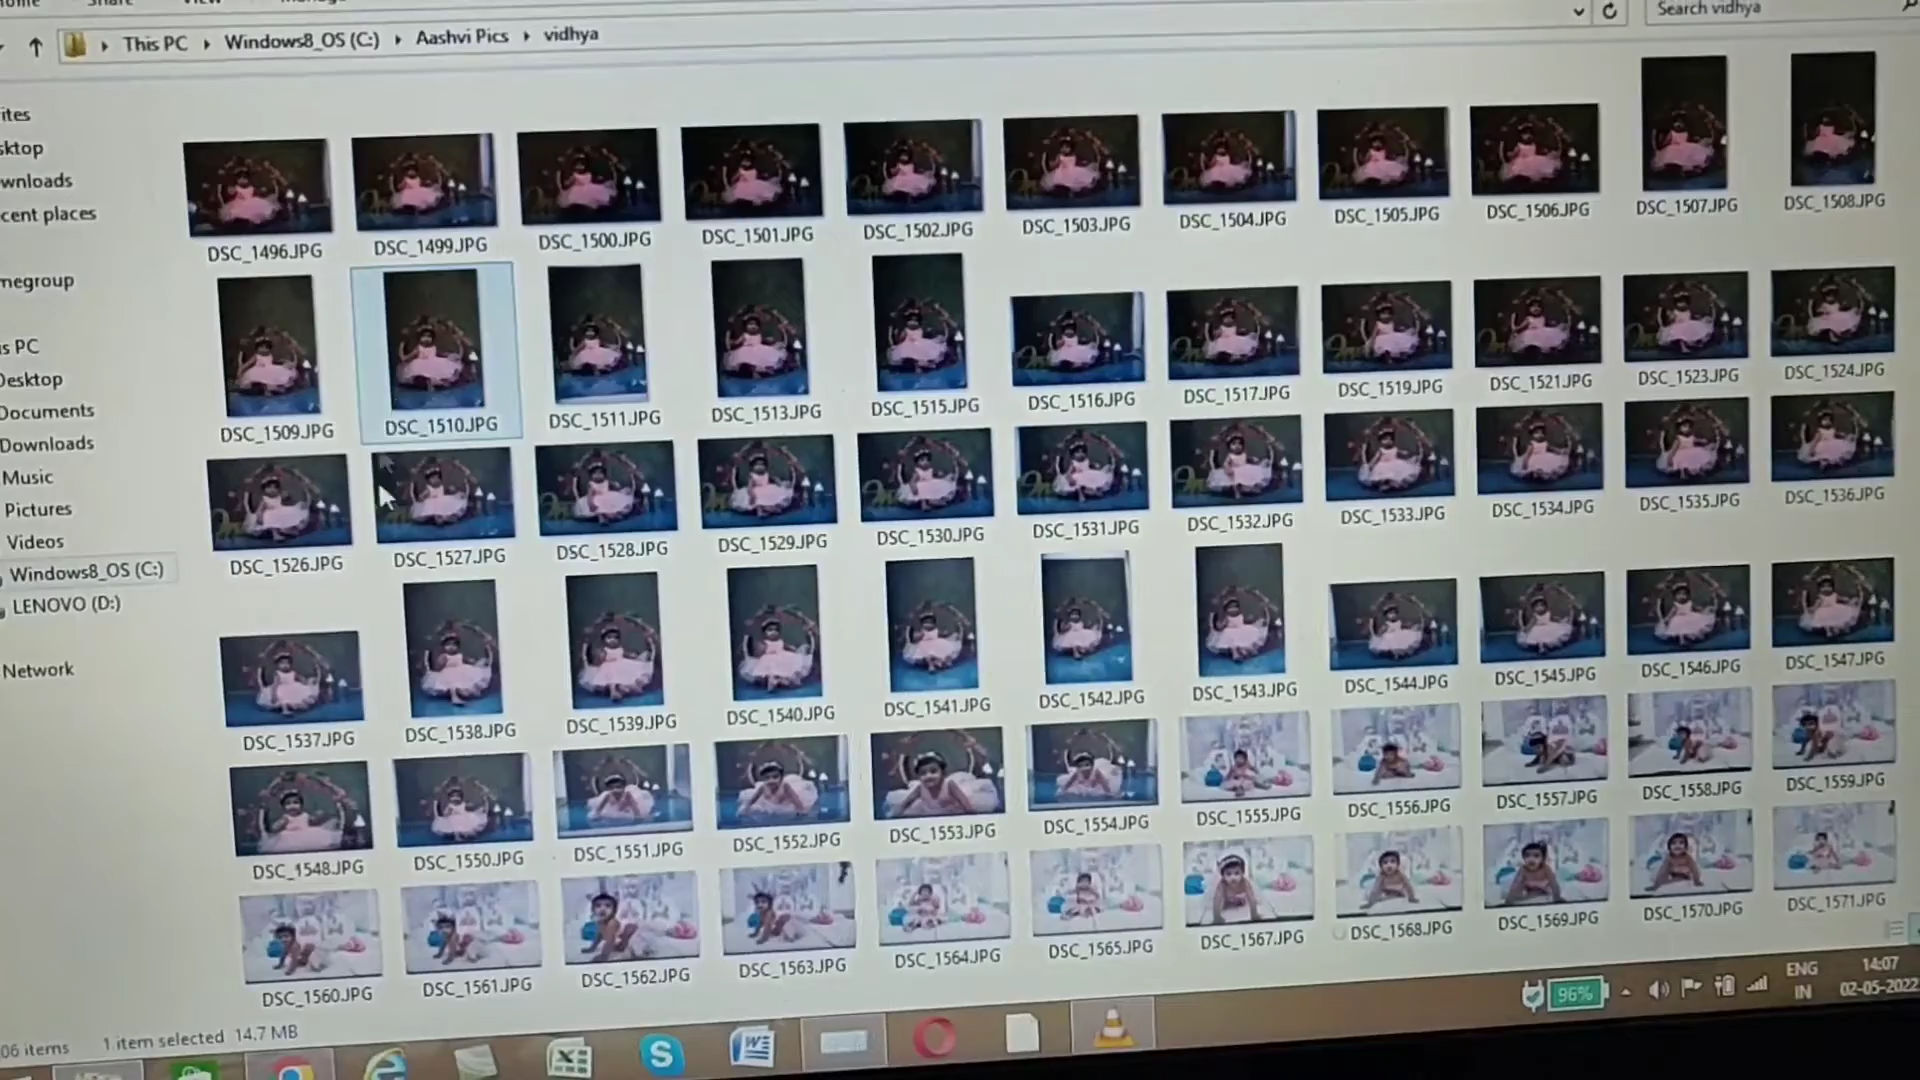 Search vidhya
This PC Windows8_OS (C:) Aashvi Pics vidhya
DSC_1496.JPG DSC_1499.JPG DSC_1500.JPG DSC_1501.JPG DSC_1502.JPG DSC_1503.JPG DSC_1504.JPG DSC_1505.JPG DSC_1506.JPG DSC_1507.JPG DSC_1508.JPG
cent places
DSC_1509.JPG DSC_1510.JPG DSC_1511.JPG DSC_1513.JPG DSC_1515.JPG DSC_1516.JPG DSC_1517.JPG DSC_1519.JPG DSC_1521.JPG DSC_1523.JPG DSC_1524.JPG
megroup
s PC
Desktop
Documents
Downloads
Music
Pictures
Videos
Windows8_OS (C:)
LENOVO (D:)
Network
DSC_1526.JPG DSC_1527.JPG DSC_1528.JPG DSC_1529.JPG DSC_1530.JPG DSC_1531.JPG DSC_1532.JPG DSC_1533.JPG DSC_1534.JPG DSC_1535.JPG DSC_1536.JPG
DSC_1537.JPG DSC_1538.JPG DSC_1539.JPG DSC_1540.JPG DSC_1541.JPG DSC_1542.JPG DSC_1543.JPG DSC_1544.JPG DSC_1545.JPG DSC_1546.JPG DSC_1547.JPG
DSC_1548.JPG DSC_1550.JPG DSC_1551.JPG DSC_1552.JPG DSC_1553.JPG DSC_1554.JPG DSC_1555.JPG DSC_1556.JPG DSC_1557.JPG DSC_1558.JPG DSC_1559.JPG
DSC_1560.JPG DSC_1561.JPG DSC_1562.JPG DSC_1563.JPG DSC_1564.JPG DSC_1565.JPG DSC_1567.JPG DSC_1568.JPG DSC_1569.JPG DSC_1570.JPG DSC_1571.JPG
06 items 1 item selected 14.7 MB
96% ENG 14:07
IN 02-05-2022